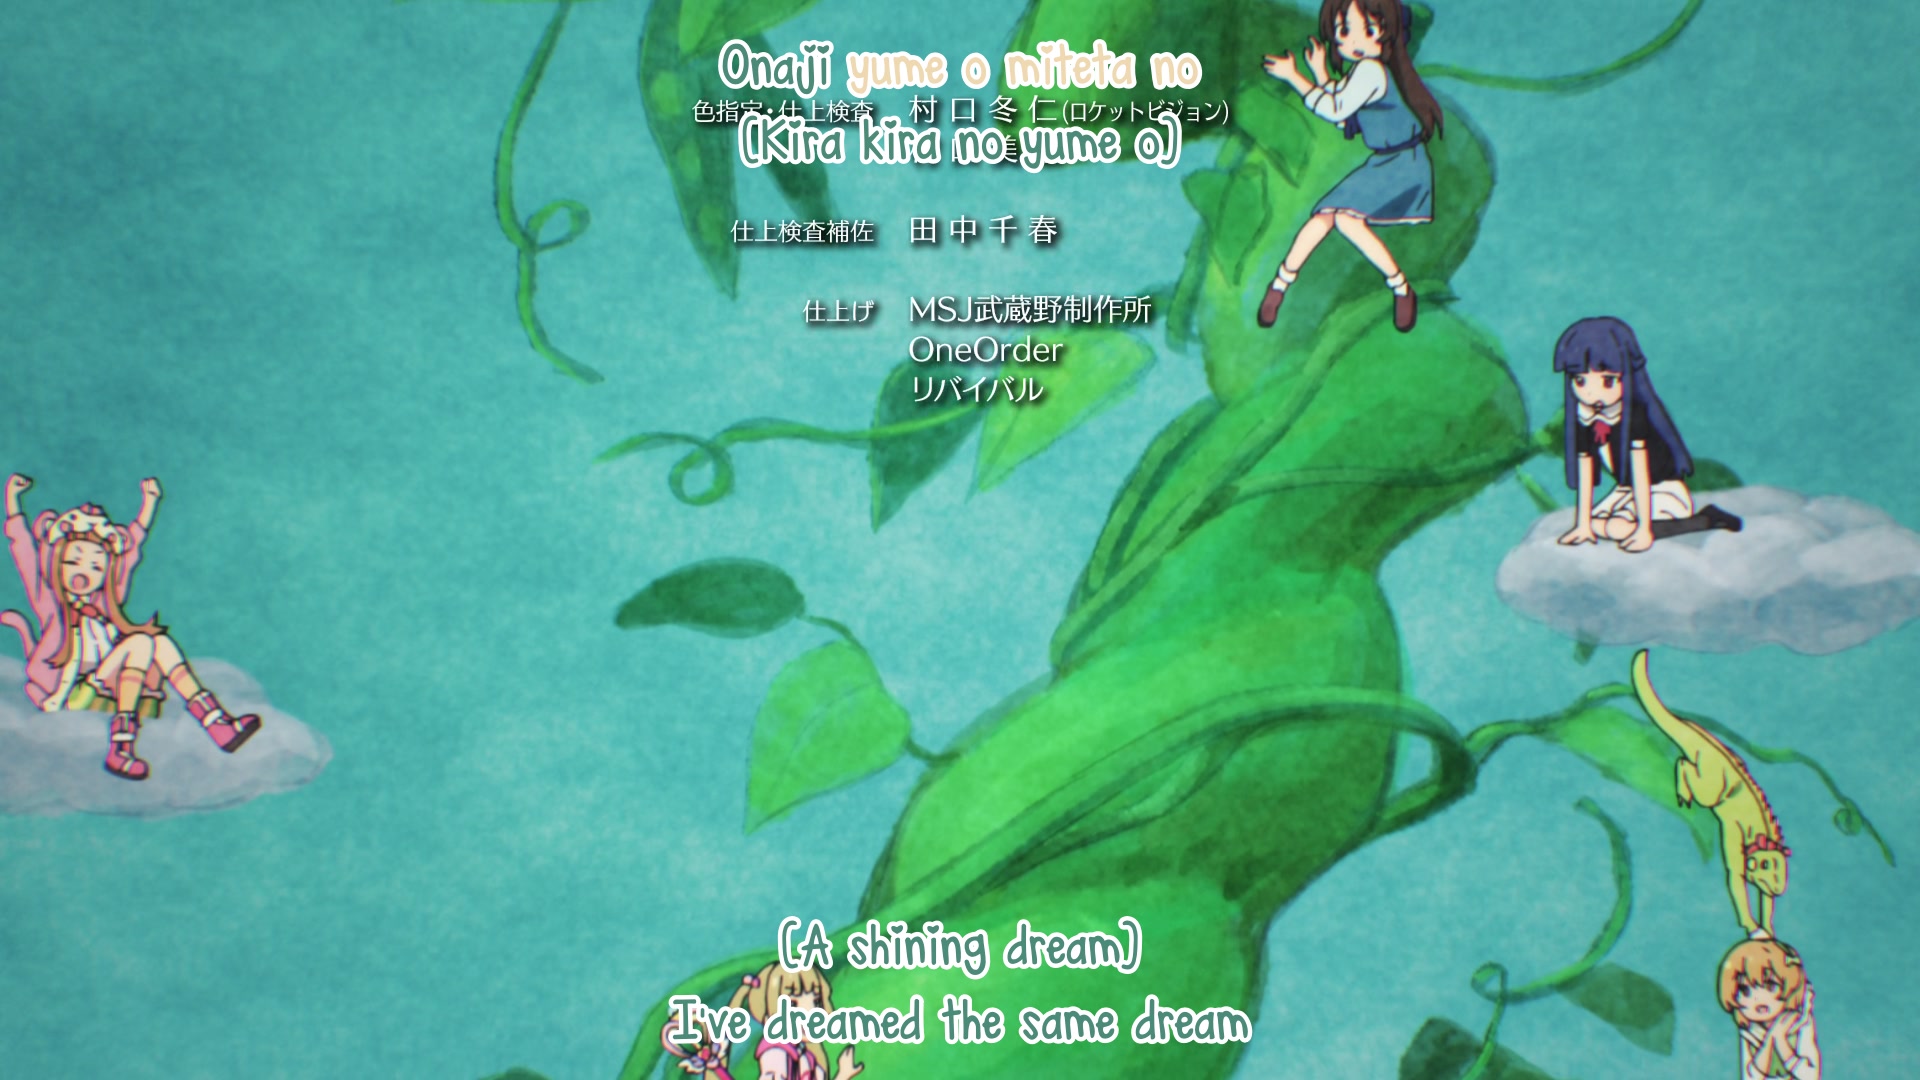 Onaji yume o miteta no
色指定・仕上検査 村口冬仁(ロケットビジョン)
(Kira kira no yume o)
仕上検査補佐 田中千春
仕上げ MSJ武蔵野制作所
OneOrder
リバイバル
(A shining dream)
I've dreamed the same dream